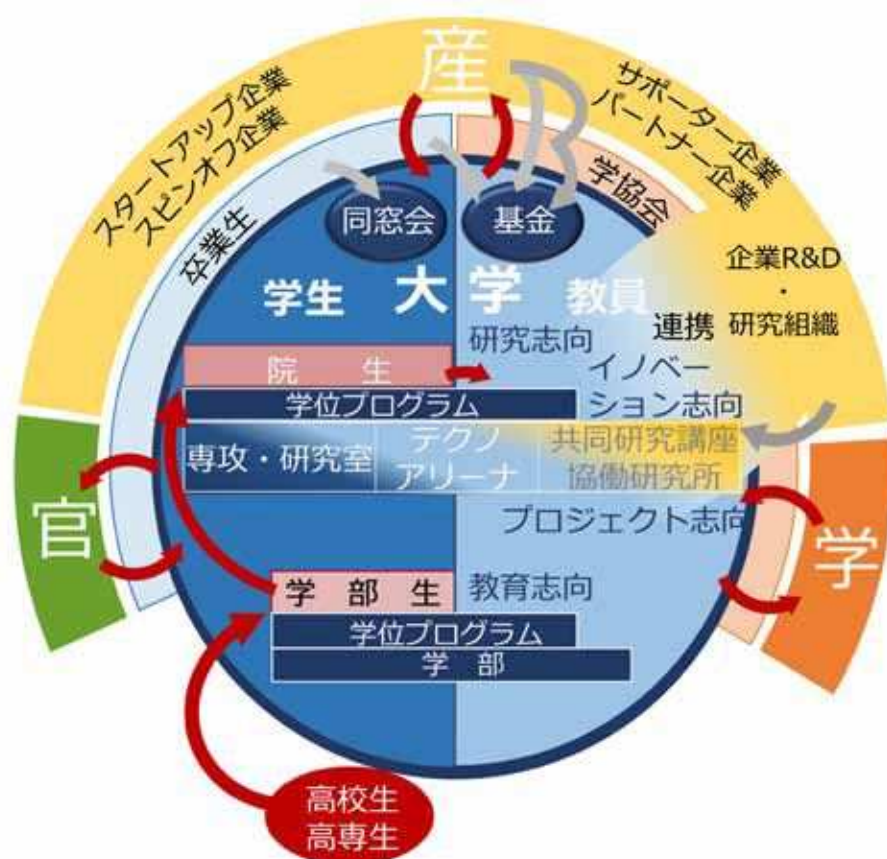 産
スタートアップ企業
スピンオフ企業
サポーター企業
パートナー企業
卒業生
学協会
同窓会
基金
企業R&D
・
研究組織
学生 大学 教員
連携
研究志向
院 生
イノベー
ション志向
学位プログラム
専攻・研究室
テクノ
アリーナ
共同研究講座
協働研究所
官
学
プロジェクト志向
学 部 生
教育志向
学位プログラム
学 部
高校生
高専生